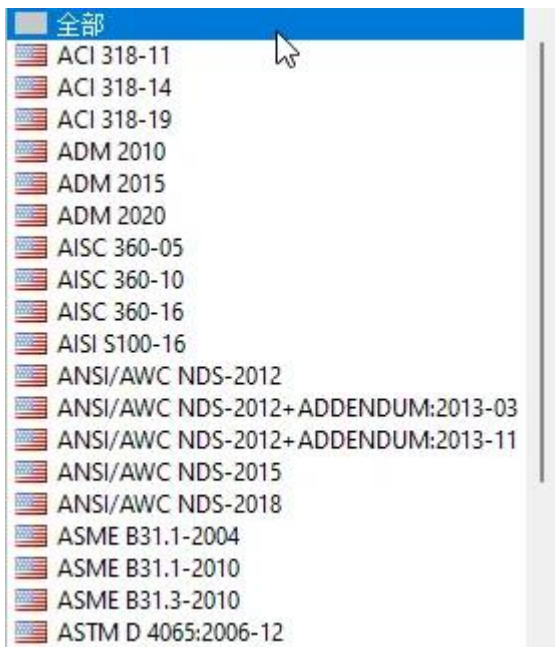 全部
ACI 318-11
ACI 318-14
ACI 318-19
ADM 2010
ADM 2015
ADM 2020
AISC 360-05
AISC 360-10
AISC 360-16
AISI S100-16
ANSI/AWC NDS-2012
ANSI/AWC NDS-2012+ADDENDUM:2013-03
ANSI/AWC NDS-2012+ADDENDUM:2013-11
ANSI/AWC NDS-2015
ANSI/AWC NDS-2018
ASME B31.1-2004
ASME B31.1-2010
ASME B31.3-2010
ASTM D 4065:2006-12